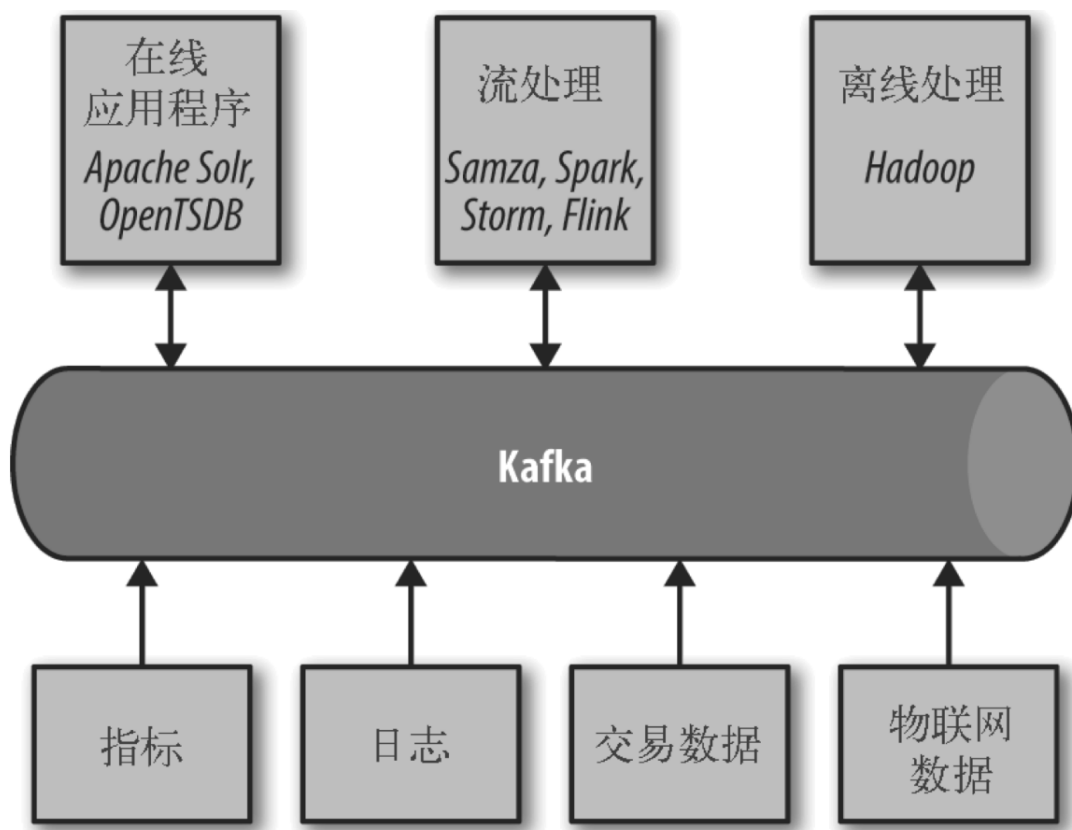 在线
应用程序
Apache Solr,
OpenTSDB
流处理
Samza, Spark,
Storm, Flink
离线处理
Hadoop
Kafka
指标
日志
交易数据
物联网
数据